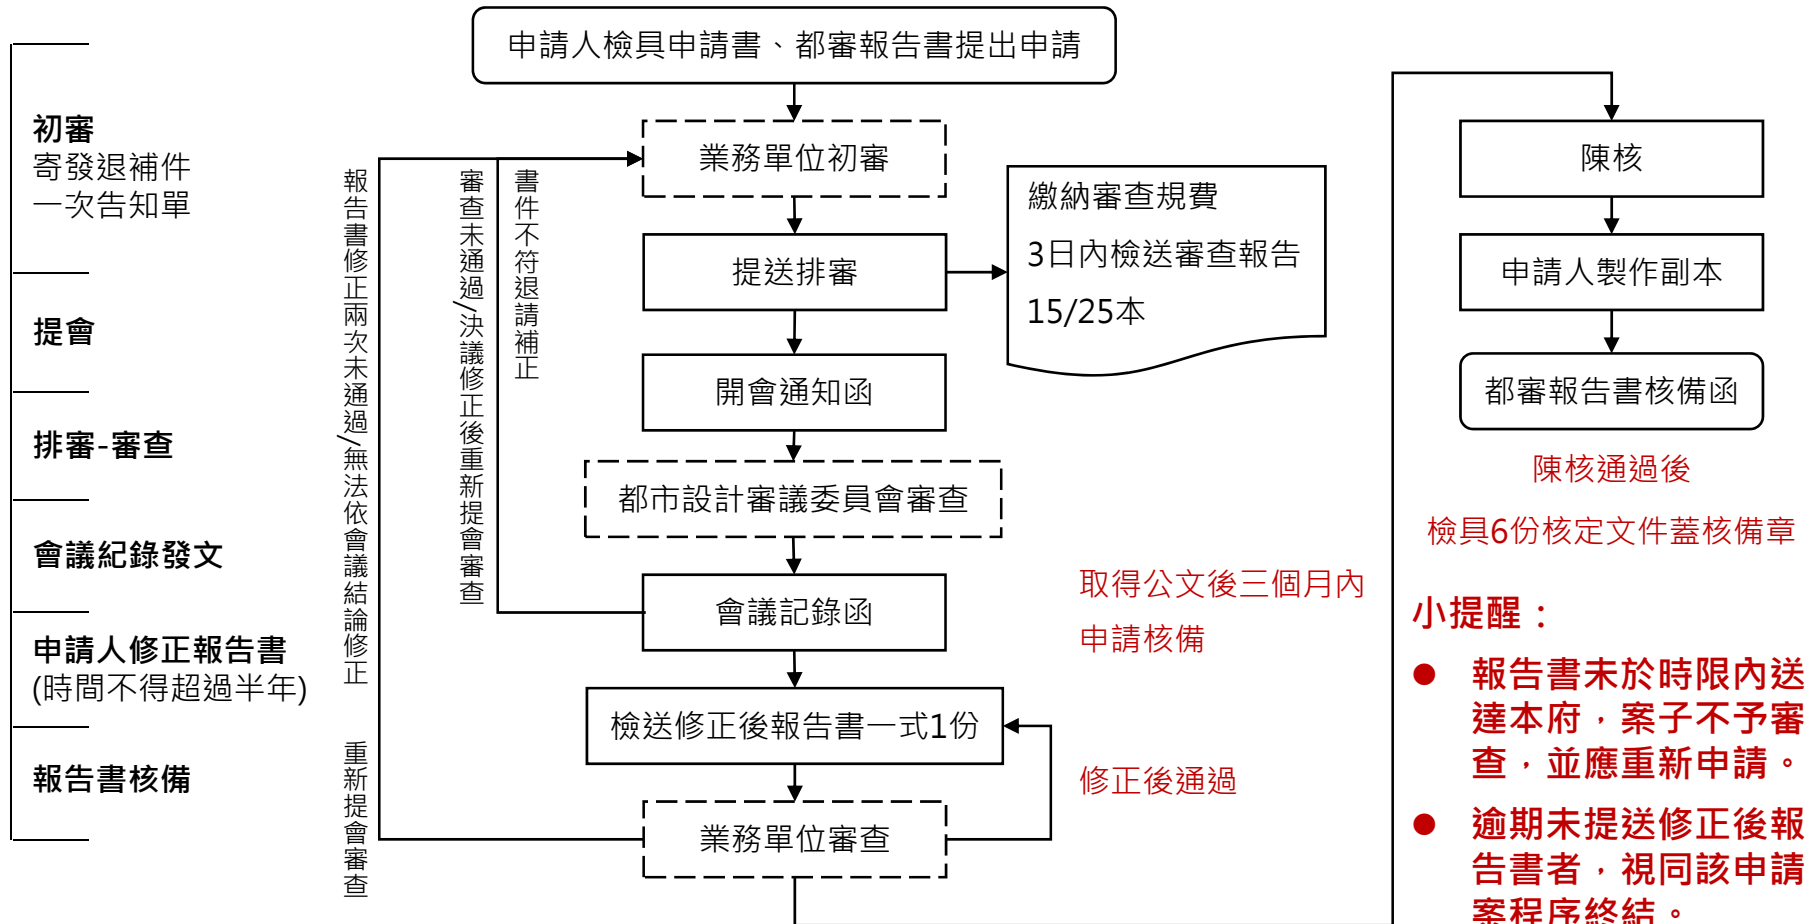 申請人檢具申請書、都審報告書提出申請
初審
寄發退補件
一次告知單
提會
排審-審查
會議紀錄發文
申請人修正報告書
(時間不得超過半年)
報告書核備
報告書修正兩次未通過/無法依會議結論修正
重新提會審查
審查未通過/決議修正後重新提會審查
書件不符退請補正
業務單位初審
提送排審
繳納審查規費
3日內檢送審查報告
15/25本
開會通知函
都市設計審議委員會審查
會議記錄函
取得公文後三個月內
申請核備
檢送修正後報告書一式1份
修正後通過
業務單位審查
陳核
申請人製作副本
都審報告書核備函
陳核通過後
檢具6份核定文件蓋核備章
小提醒：
● 報告書未於時限內送
達本府，案子不予審
查，並應重新申請。
● 逾期未提送修正後報
告書者，視同該申請
案程序終結。